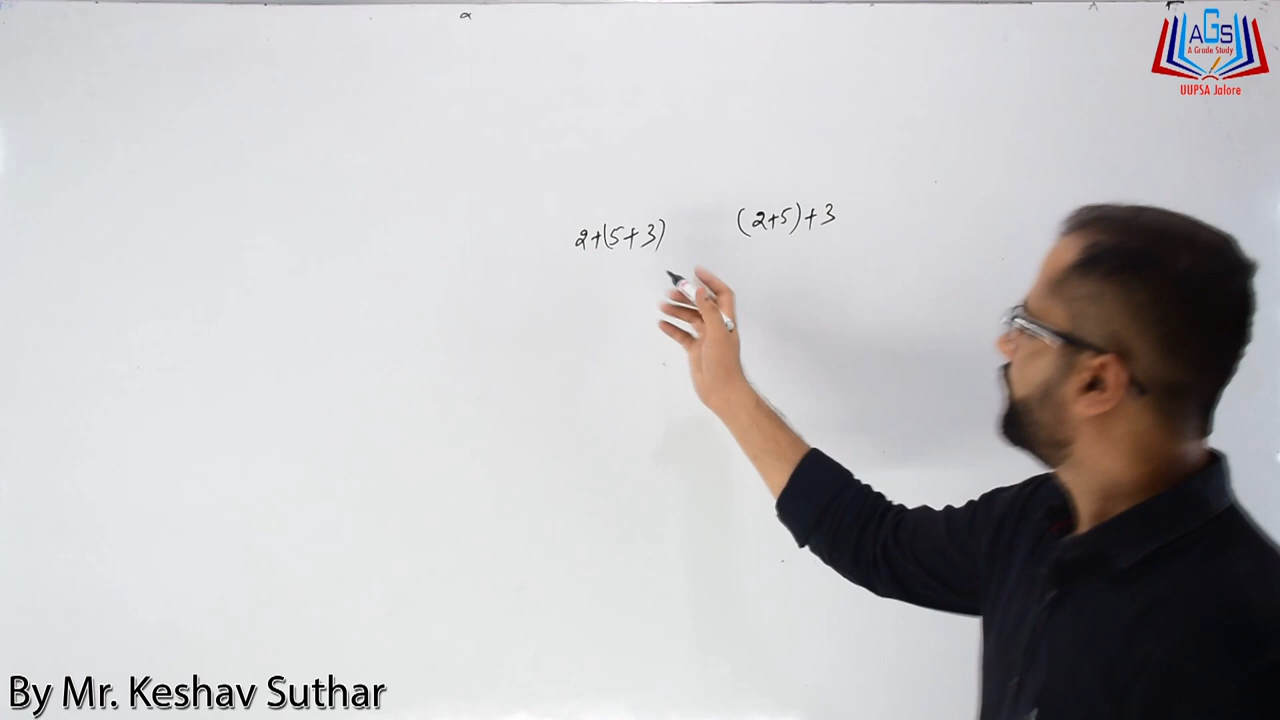 AGS
A Grade Study
UUPSA Jalore
2+(5+3)
(2+5)+3
By Mr. Keshav Suthar